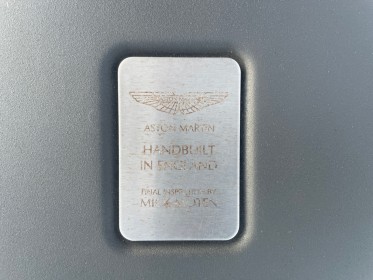 ASTON MARTIN
HANDBUILT
IN ENGLAND
FINAL INSPECTION BY